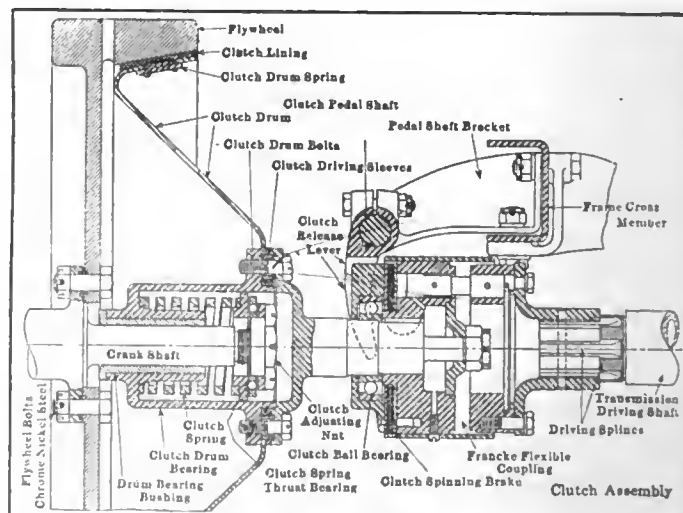 Flywheel
Clutch Lining
Clutch Drum Spring
Clutch Pedal Shaft
Clutch Drum
Pedal Shaft Bracket
Clutch Drum Bolts
Clutch Driving Sleeves
Clutch
Release
Lever
Frame Cross
Member
Crank Shaft
Flywheel Bolts
Chrome Nickel Steel
Clutch
Spring
Clutch Drum
Bearing
Drum Bearing
Bushing
Clutch
Adjusting
Nut
Clutch Spring
Thrust Bearing
Clutch Ball Bearing
Clutch Spinning Brake
Francke Flexible
Coupling
Transmission
Driving Shaft
Driving Splines
Clutch Assembly